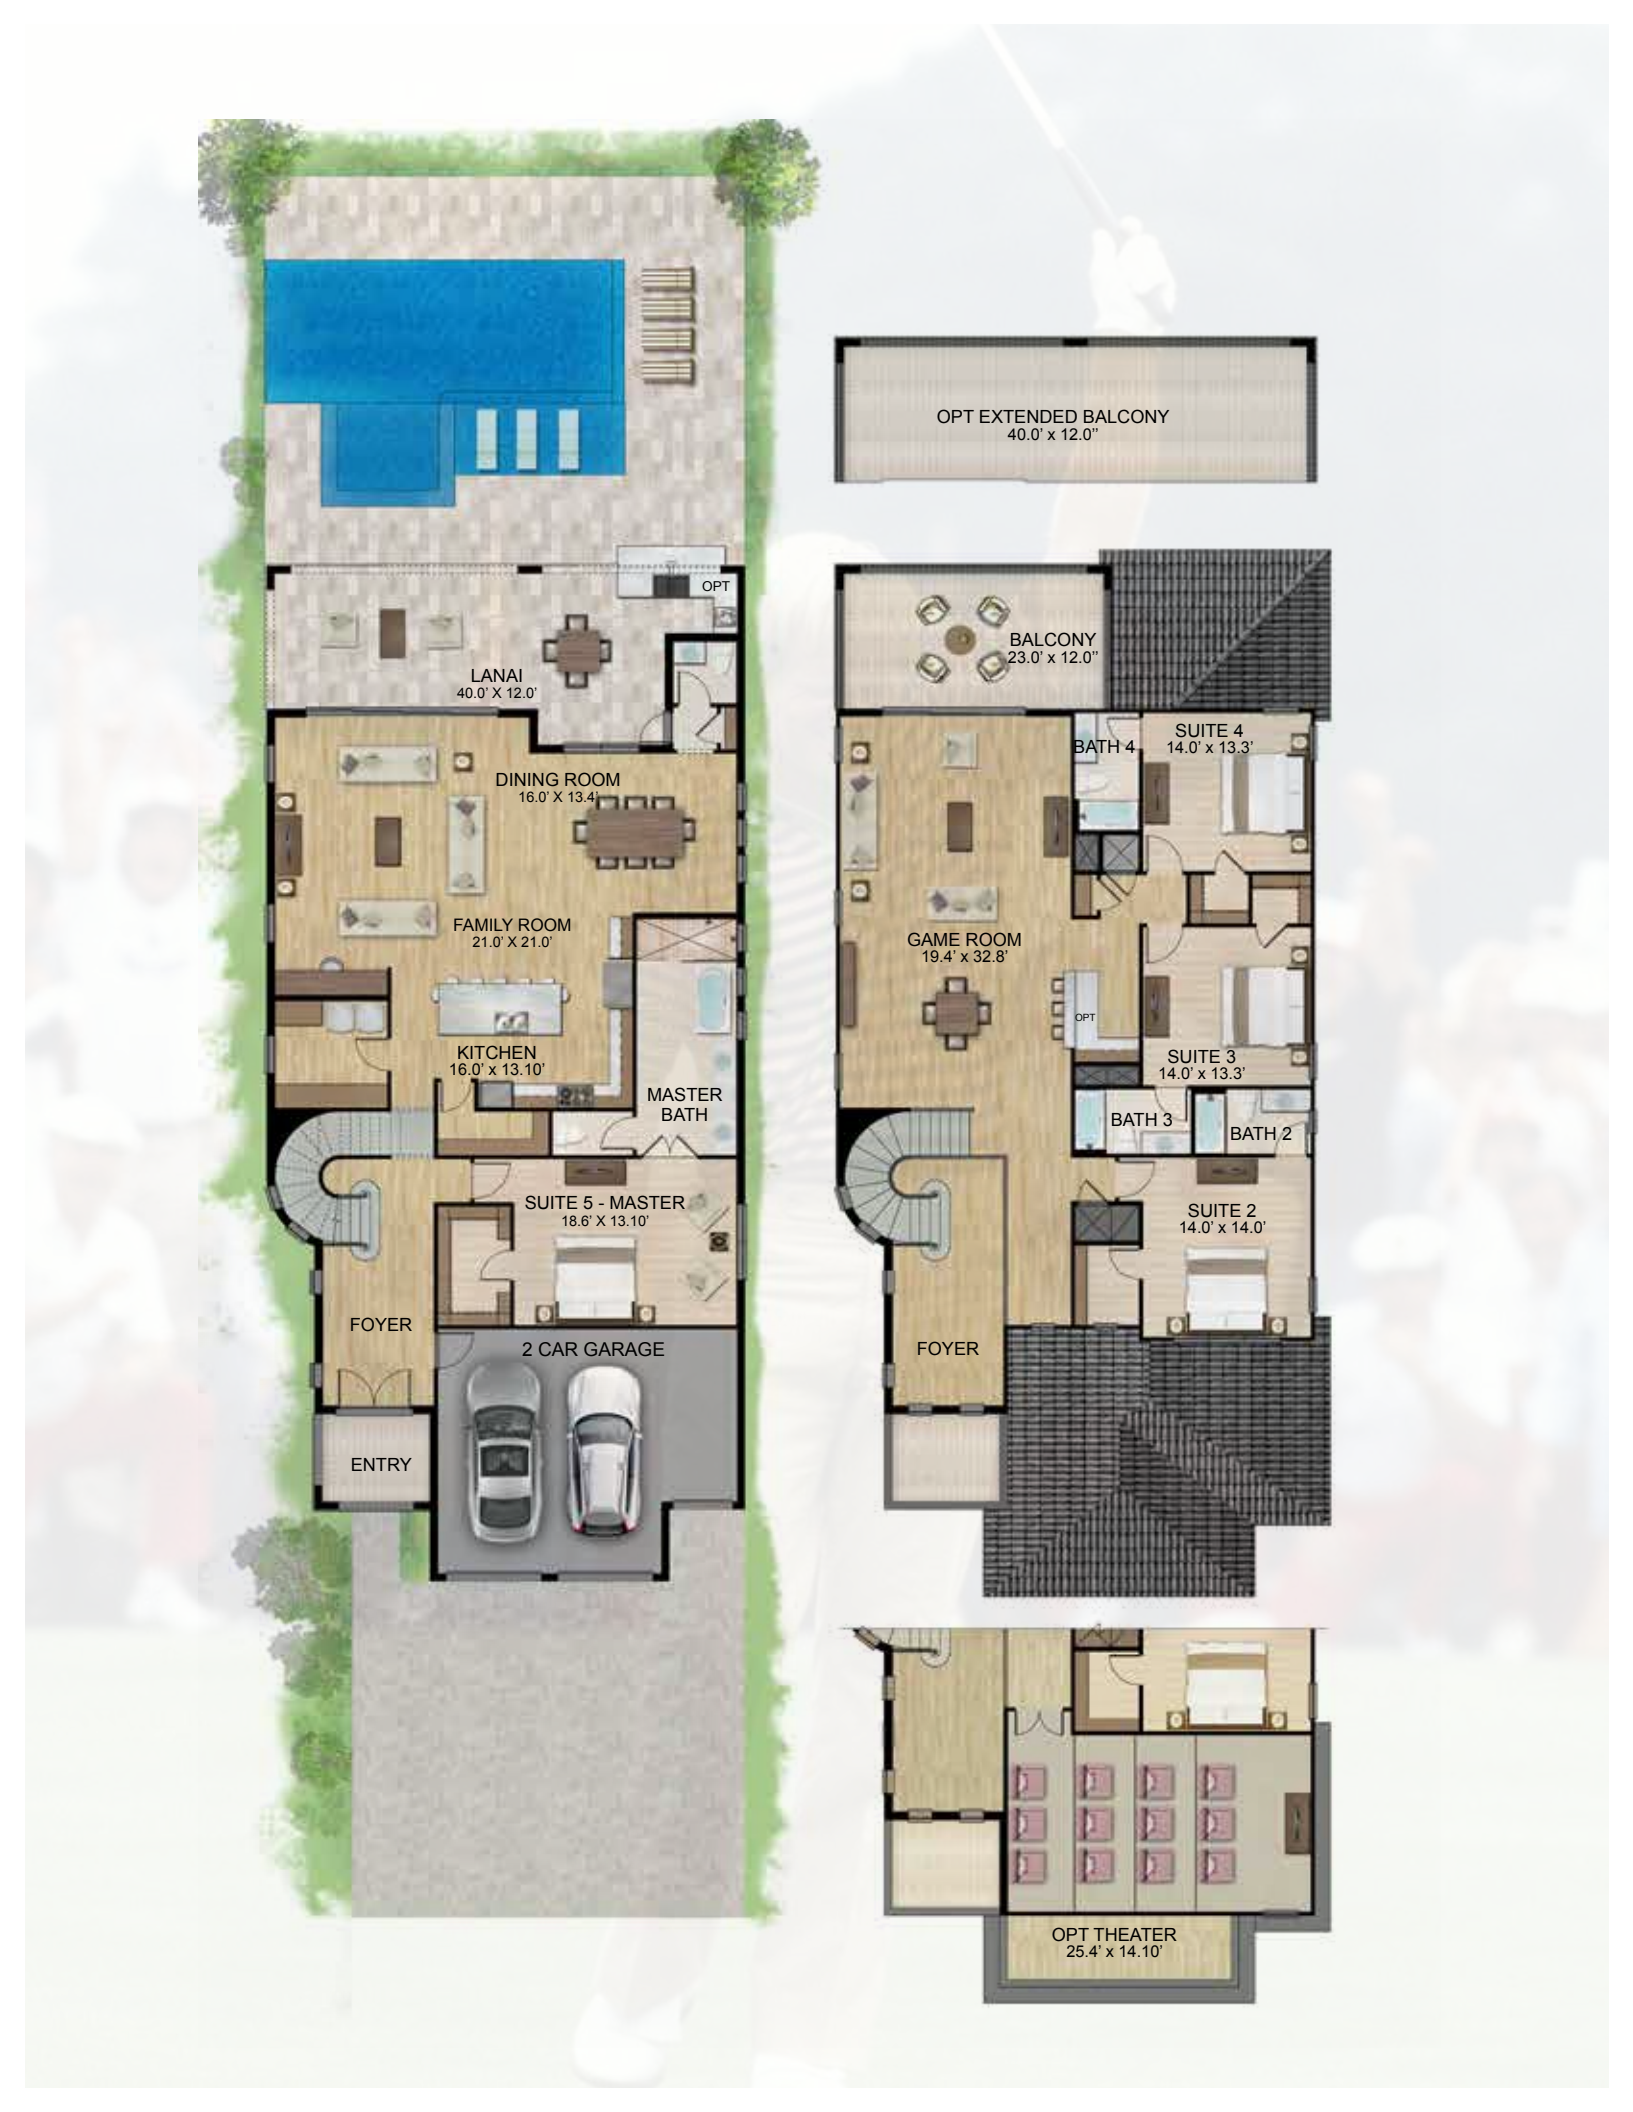 OPT
LANAI
40.0' X 12.0'
DINING ROOM
16.0' X 13.4'
FAMILY ROOM
21.0' X 21.0'
KITCHEN
16.0' x 13.10'
MASTER
BATH
SUITE 5 - MASTER
18.6' X 13.10'
FOYER
2 CAR GARAGE
ENTRY
OPT EXTENDED BALCONY
40.0' x 12.0"
BALCONY
23.0' x 12.0"
SUITE 4
14.0' x 13.3'
BATH 4
GAME ROOM
19.4' x 32.8'
OPT
SUITE 3
14.0' x 13.3'
BATH 3
BATH 2
SUITE 2
14.0' x 14.0'
FOYER
OPT THEATER
25.4' x 14.10'